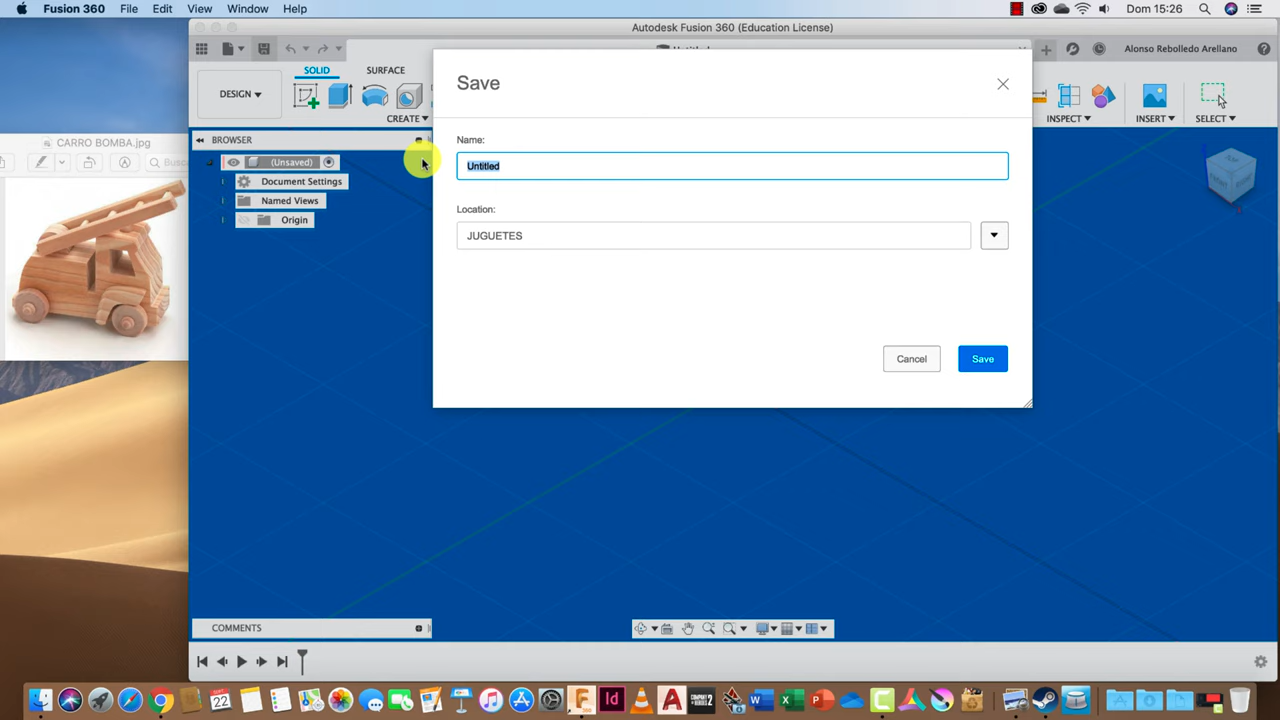 Fusion 360 File Edit View Window Help
Dom 15:26
Autodesk Fusion 360 (Education License)
Alonso Rebolledo Arellano
DESIGN
SOLID
SURFACE
CREATE
INSPECT
INSERT
SELECT
CARRO BOMBA.jpg
BROWSER
(Unsaved)
Document Settings
Named Views
Origin
Save
Name:
Untitled
Location:
JUGUETES
Cancel
Save
COMMENTS